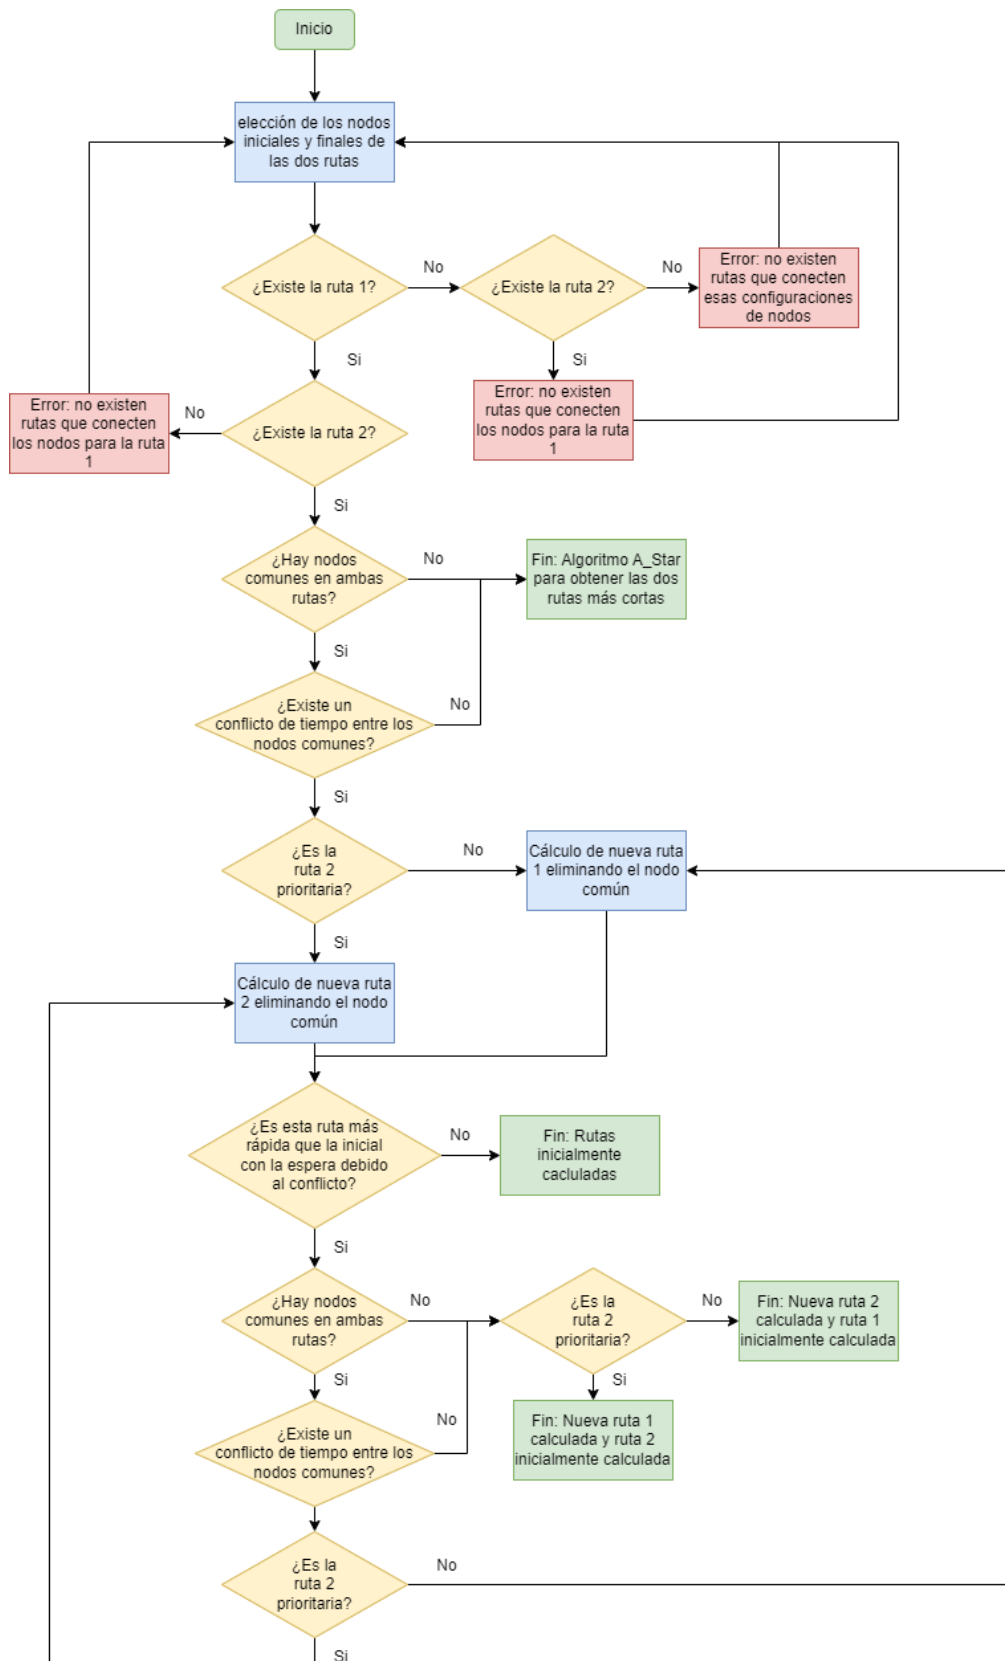 Inicio
elección de los nodos
iniciales y finales de
las dos rutas
¿Existe la ruta 1?
No
¿Existe la ruta 2?
No
Error: no existen
rutas que conecten
esas configuraciones
de nodos
Si
Si
Error: no existen
rutas que conecten
los nodos para la ruta
1
No
¿Existe la ruta 2?
Error: no existen
rutas que conecten
los nodos para la ruta
1
Si
¿Hay nodos
comunes en ambas
rutas?
No
Fin: Algoritmo A_Star
para obtener las dos
rutas más cortas
Si
¿Existe un
conflicto de tiempo entre los
nodos comunes?
No
Si
¿Es la
ruta 2
prioritaria?
No
Cálculo de nueva ruta
1 eliminando el nodo
común
Si
Cálculo de nueva ruta
2 eliminando el nodo
común
¿Es esta ruta más
rápida que la inicial
con la espera debido
al conflicto?
No
Fin: Rutas
inicialmente
cacluladas
Si
¿Hay nodos
comunes en ambas
rutas?
No
¿Es la
ruta 2
prioritaria?
No
Fin: Nueva ruta 2
calculada y ruta 1
inicialmente calculada
Si
Si
Fin: Nueva ruta 1
calculada y ruta 2
inicialmente calculada
¿Existe un
conflicto de tiempo entre los
nodos comunes?
No
¿Es la
ruta 2
prioritaria?
No
Si